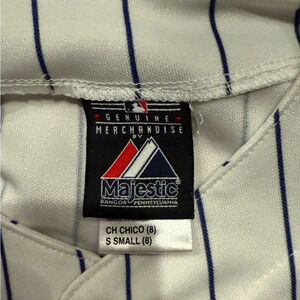 GENUINE
MERCHANDISE
BY
Majestic
BANGOR PENNSYLVANIA
CH CHICO (8)
S SMALL (8)